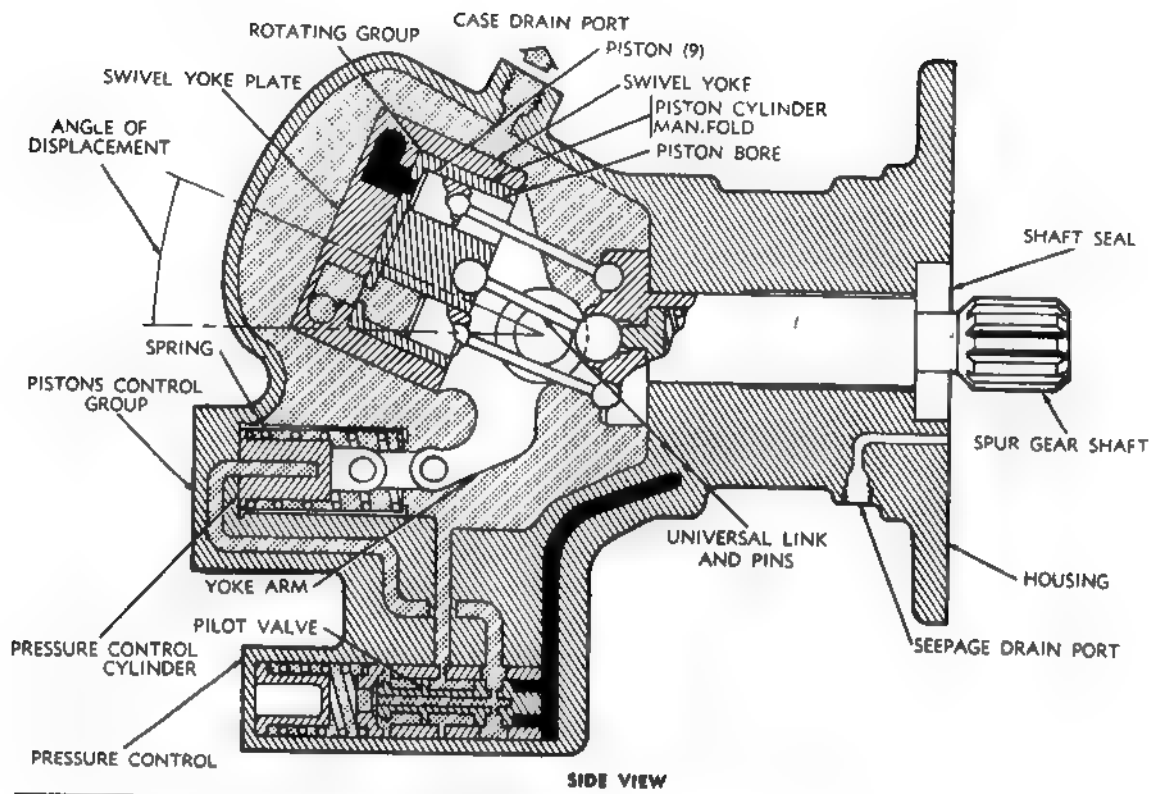 CASE DRAIN PORT
ROTATING GROUP
PISTON (9)
SWIVEL YOKE PLATE
SWIVEL YOKE
PISTON CYLINDER
MAN.FOLD
ANGLE OF
DISPLACEMENT
PISTON BORE
SHAFT SEAL
SPRING
PISTONS CONTROL
GROUP
SPUR GEAR SHAFT
UNIVERSAL LINK
AND PINS
YOKE ARM
HOUSING
PILOT VALVE
PRESSURE CONTROL
CYLINDER
SEEPAGE DRAIN PORT
PRESSURE CONTROL
SIDE VIEW